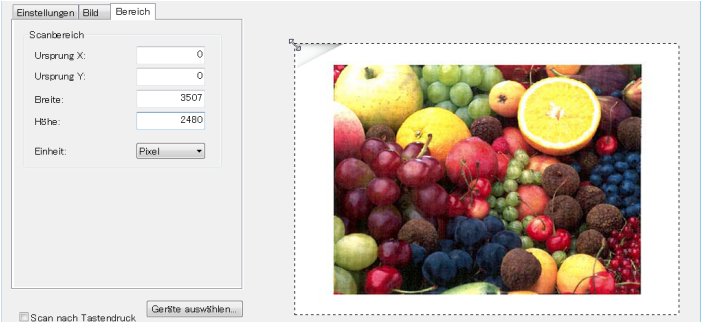 Einstellungen Bild Bereich
Scanbereich
Ursprung X: 0
Ursprung Y: 0
Breite: 3507
Höhe: 2480
Einheit: Pixel
Scan nach Tastendruck Geräte auswählen...